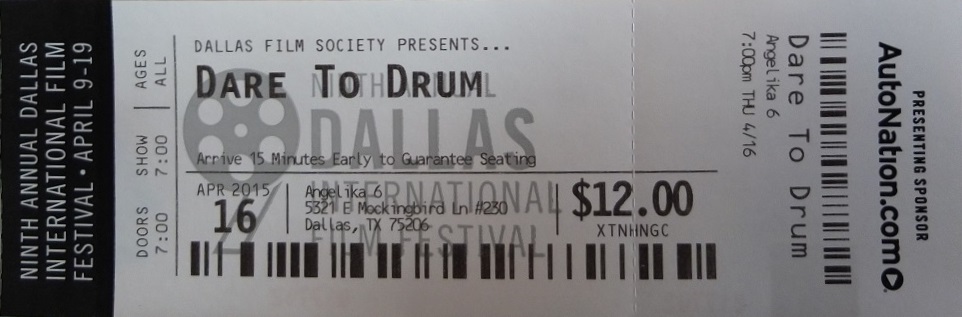 NINTH ANNUAL DALLAS
INTERNATIONAL FILM
FESTIVAL • APRIL 9-19
AGES
ALL
SHOW
7:00
DOORS
7:00
DALLAS FILM SOCIETY PRESENTS...
DARE TO DRUM
NINTH ANNUAL
DALLAS
INTERNATIONAL
FILM FESTIVAL
Arrive 15 Minutes Early to Guarantee Seating
APR 2015
16
Angelika 6
5321 E Mockingbird Ln #230
Dallas, TX 75206
$12.00
XTNHNGC
Dare To Drum
Angelika 6
7:00pm THU 4/16
PRESENTING SPONSOR
AutoNation.com